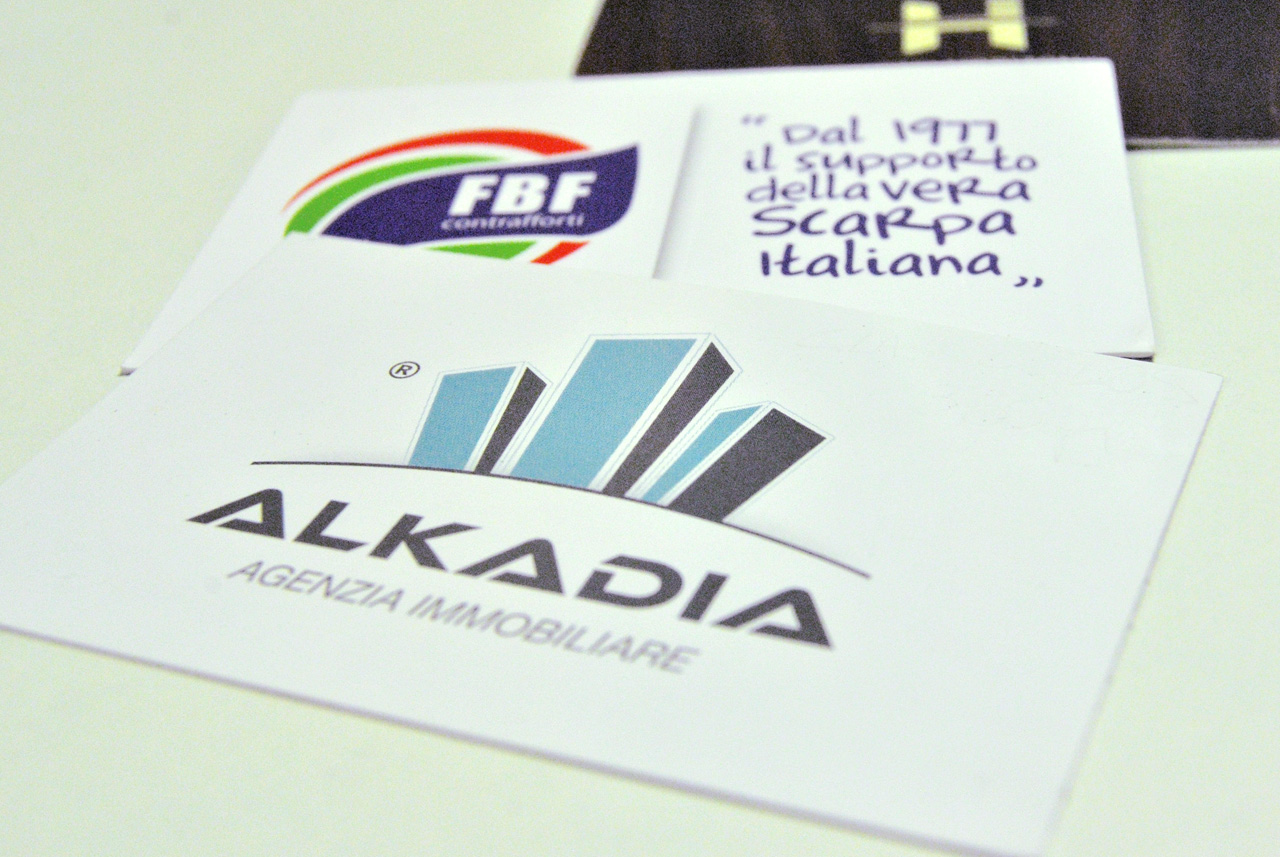 FBF
contrafforti
“Dal 1977
il supporto
della vera
Scarpa
Italiana„
®
ALKADIA
AGENZIA IMMOBILIARE